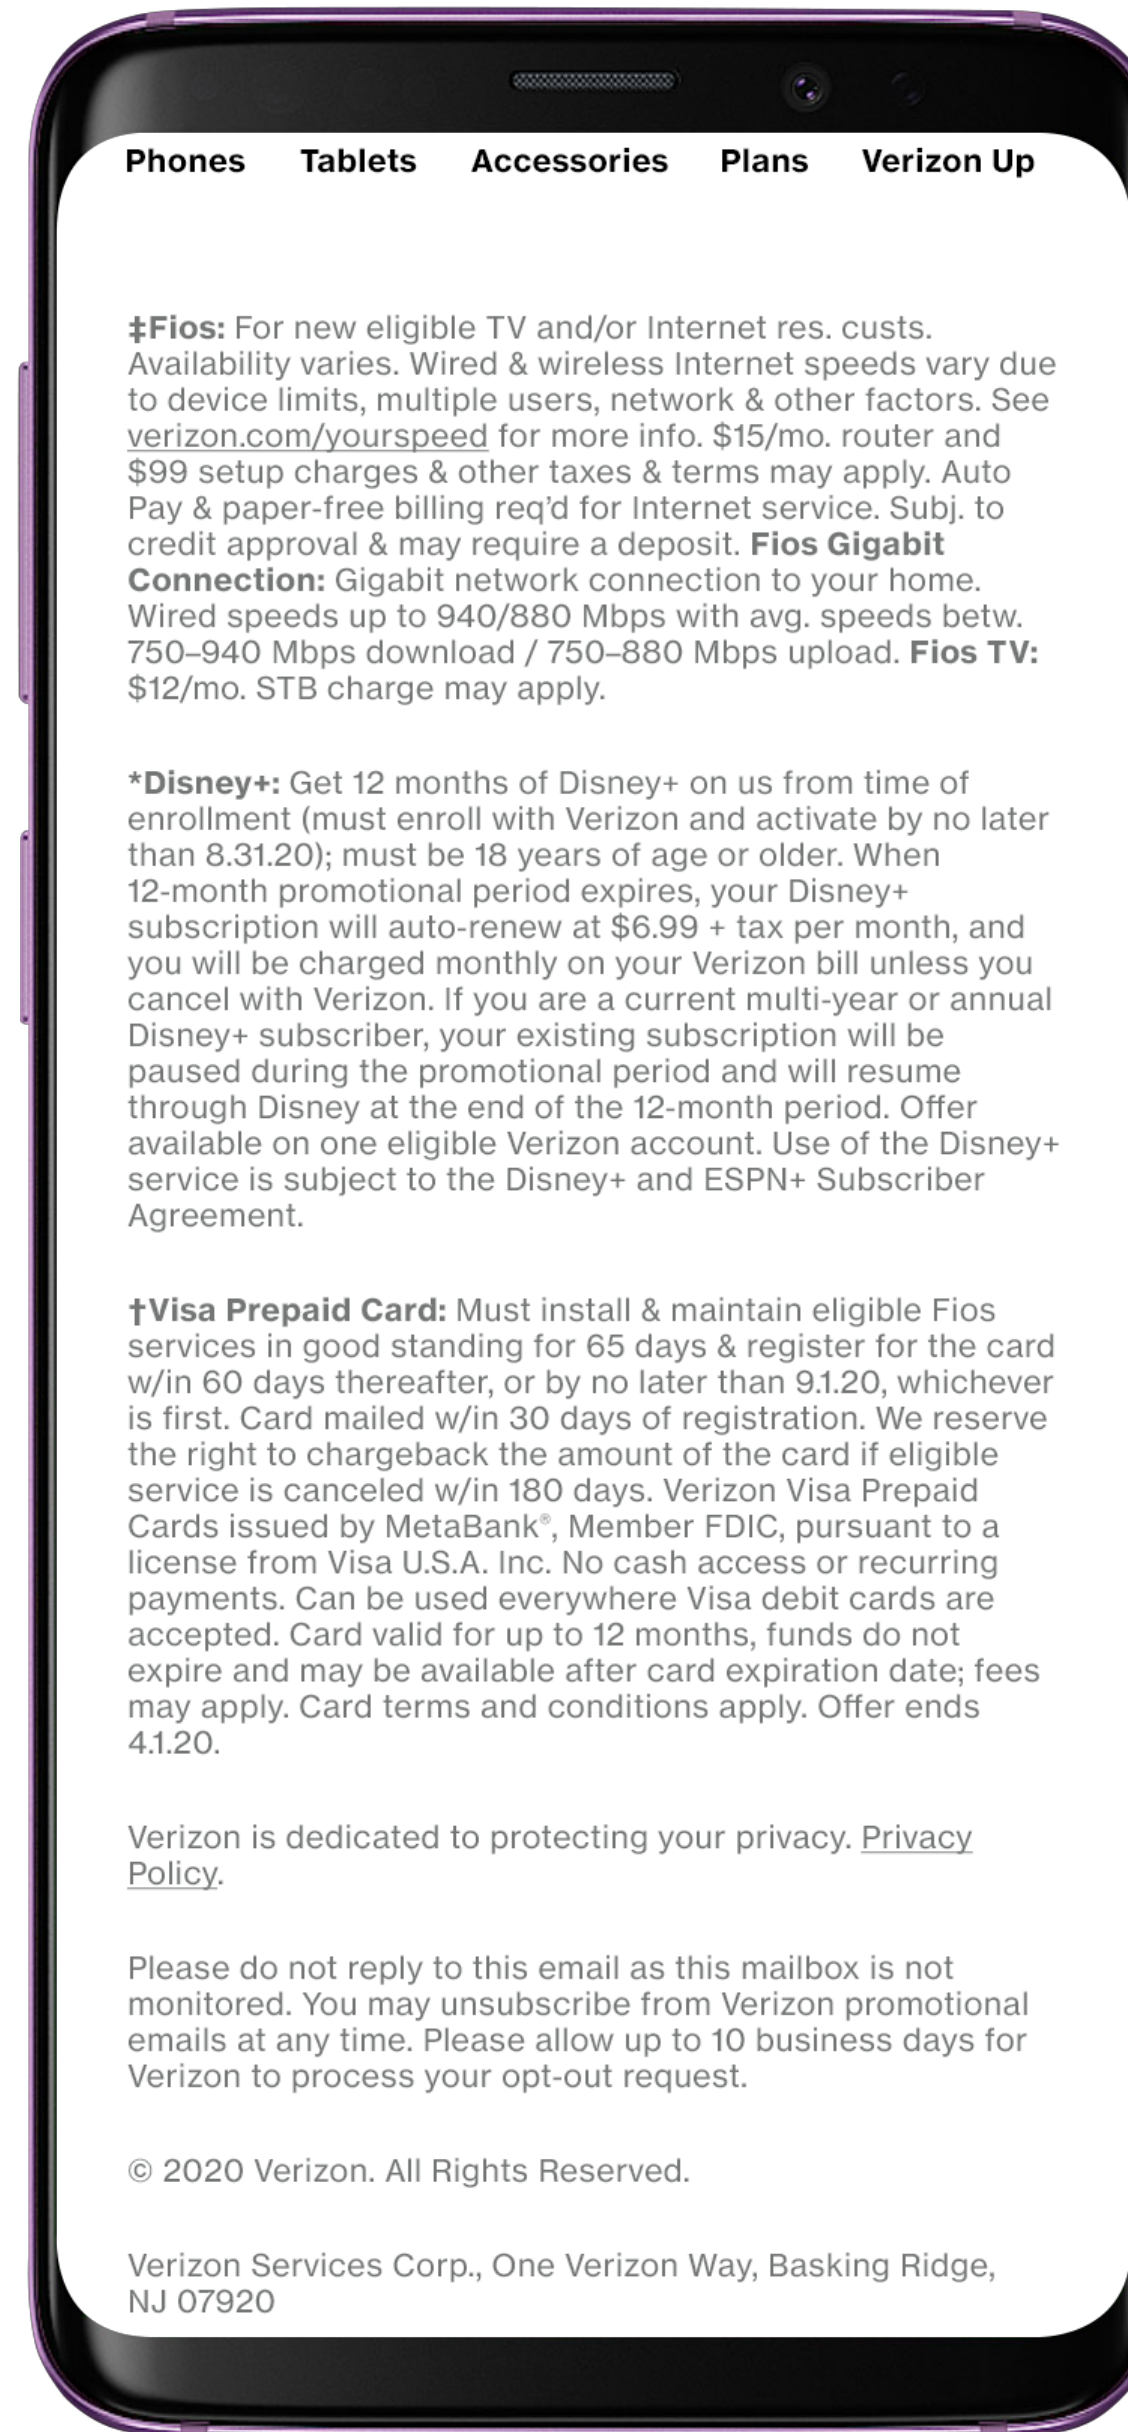 Phones Tablets Accessories Plans Verizon Up
‡Fios: For new eligible TV and/or Internet res. custs.
Availability varies. Wired & wireless Internet speeds vary due
to device limits, multiple users, network & other factors. See
verizon.com/yourspeed for more info. $15/mo. router and
$99 setup charges & other taxes & terms may apply. Auto
Pay & paper-free billing req’d for Internet service. Subj. to
credit approval & may require a deposit. Fios Gigabit
Connection: Gigabit network connection to your home.
Wired speeds up to 940/880 Mbps with avg. speeds betw.
750–940 Mbps download / 750–880 Mbps upload. Fios TV:
$12/mo. STB charge may apply.
*Disney+: Get 12 months of Disney+ on us from time of
enrollment (must enroll with Verizon and activate by no later
than 8.31.20); must be 18 years of age or older. When
12-month promotional period expires, your Disney+
subscription will auto-renew at $6.99 + tax per month, and
you will be charged monthly on your Verizon bill unless you
cancel with Verizon. If you are a current multi-year or annual
Disney+ subscriber, your existing subscription will be
paused during the promotional period and will resume
through Disney at the end of the 12-month period. Offer
available on one eligible Verizon account. Use of the Disney+
service is subject to the Disney+ and ESPN+ Subscriber
Agreement.
†Visa Prepaid Card: Must install & maintain eligible Fios
services in good standing for 65 days & register for the card
w/in 60 days thereafter, or by no later than 9.1.20, whichever
is first. Card mailed w/in 30 days of registration. We reserve
the right to chargeback the amount of the card if eligible
service is canceled w/in 180 days. Verizon Visa Prepaid
Cards issued by MetaBank®, Member FDIC, pursuant to a
license from Visa U.S.A. Inc. No cash access or recurring
payments. Can be used everywhere Visa debit cards are
accepted. Card valid for up to 12 months, funds do not
expire and may be available after card expiration date; fees
may apply. Card terms and conditions apply. Offer ends
4.1.20.
Verizon is dedicated to protecting your privacy. Privacy
Policy.
Please do not reply to this email as this mailbox is not
monitored. You may unsubscribe from Verizon promotional
emails at any time. Please allow up to 10 business days for
Verizon to process your opt-out request.
© 2020 Verizon. All Rights Reserved.
Verizon Services Corp., One Verizon Way, Basking Ridge,
NJ 07920